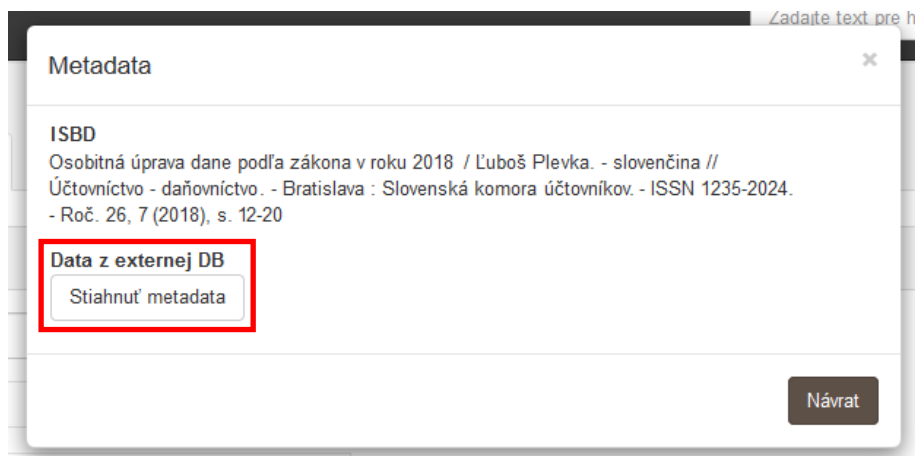 Zadajte text pre h
Metadata
×
ISBD
Osobitná úprava dane podľa zákona v roku 2018 / Ľuboš Plevka. - slovenčina //
Účtovníctvo - daňovníctvo. - Bratislava : Slovenská komora účtovníkov. - ISSN 1235-2024.
- Roč. 26, 7 (2018), s. 12-20
Data z externej DB
Stiahnuť metadata
Návrat